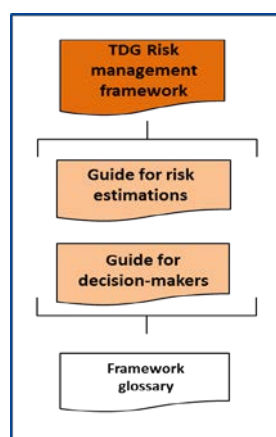 TDG Risk
management
framework
Guide for risk
estimations
Guide for
decision-makers
Framework
glossary